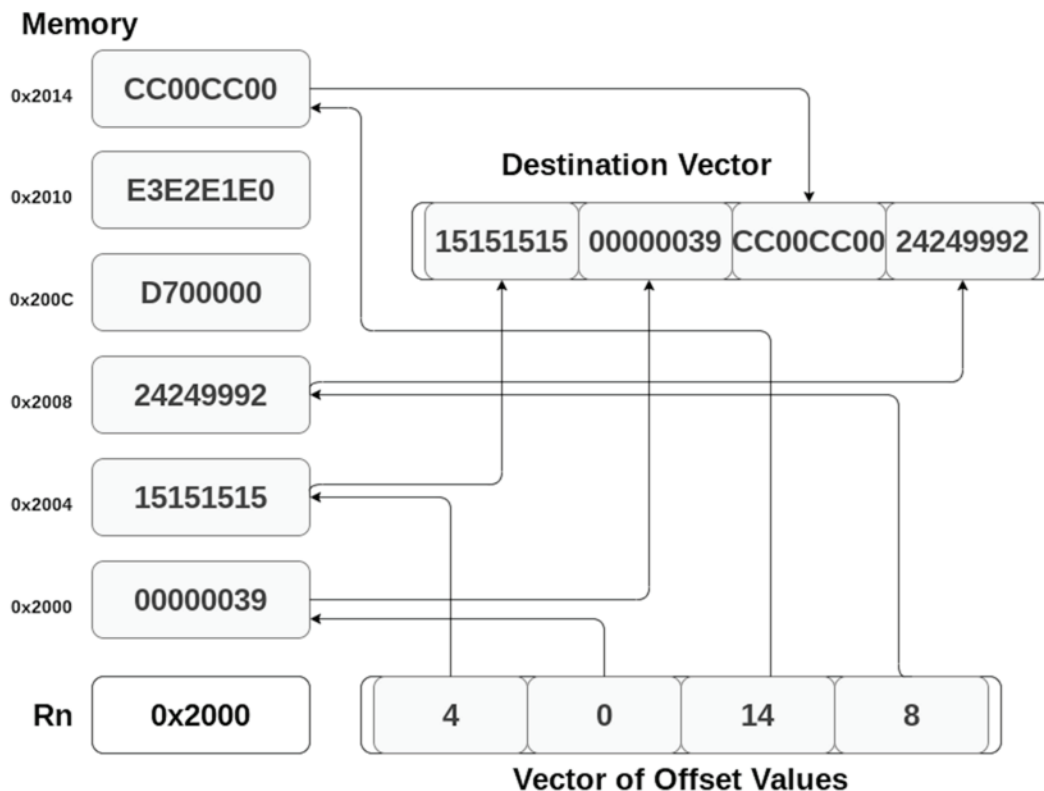 Memory
0x2014 CC00CC00
0x2010 E3E2E1E0
Destination Vector
15151515 00000039 CC00CC00 24249992
0x200C D700000
0x2008 24249992
0x2004 15151515
0x2000 00000039
Rn 0x2000 4 0 14 8
Vector of Offset Values